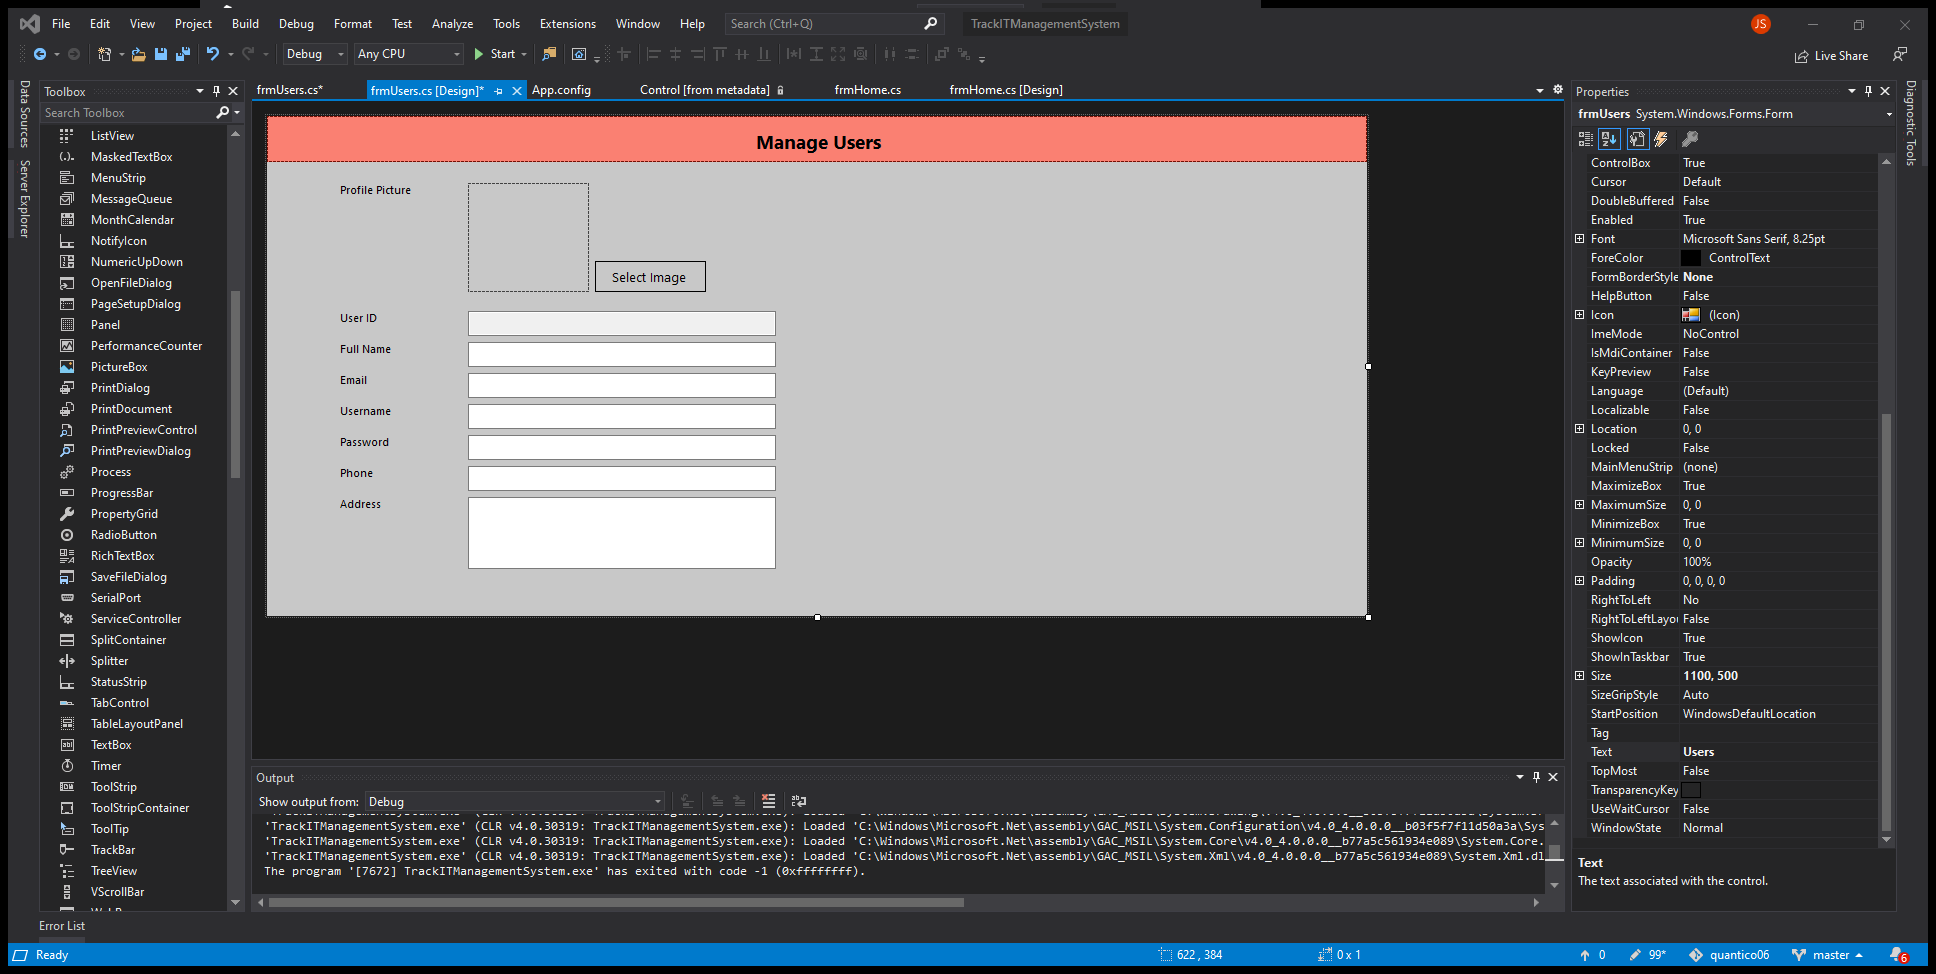 File Edit View Project Build Debug Format Test Analyze Tools Extensions Window Help Search (Ctrl+Q) TrackITManagementSystem JS
Debug Any CPU Start Live Share
Data Sources
Server Explorer
Toolbox
Search Toolbox
ListView
MaskedTextBox
MenuStrip
MessageQueue
MonthCalendar
NotifyIcon
NumericUpDown
OpenFileDialog
PageSetupDialog
Panel
PerformanceCounter
PictureBox
PrintDialog
PrintDocument
PrintPreviewControl
PrintPreviewDialog
Process
ProgressBar
PropertyGrid
RadioButton
RichTextBox
SaveFileDialog
SerialPort
ServiceController
SplitContainer
Splitter
StatusStrip
TabControl
TableLayoutPanel
TextBox
Timer
ToolStrip
ToolStripContainer
ToolTip
TrackBar
TreeView
VScrollBar
frmUsers.cs* frmUsers.cs [Design]* App.config Control [from metadata] frmHome.cs frmHome.cs [Design]
Manage Users
Profile Picture
Select Image
User ID
Full Name
Email
Username
Password
Phone
Address
Output
Show output from: Debug
'TrackITManagementSystem.exe' (CLR v4.0.30319: TrackITManagementSystem.exe): Loaded 'C:\Windows\Microsoft.Net\assembly\GAC_MSIL\System.Configuration\v4.0_4.0.0.0__b03f5f7f11d50a3a\Sys
'TrackITManagementSystem.exe' (CLR v4.0.30319: TrackITManagementSystem.exe): Loaded 'C:\Windows\Microsoft.Net\assembly\GAC_MSIL\System.Core\v4.0_4.0.0.0__b77a5c561934e089\System.Core.
'TrackITManagementSystem.exe' (CLR v4.0.30319: TrackITManagementSystem.exe): Loaded 'C:\Windows\Microsoft.Net\assembly\GAC_MSIL\System.Xml\v4.0_4.0.0.0__b77a5c561934e089\System.Xml.dl
The program '[7672] TrackITManagementSystem.exe' has exited with code -1 (0xffffffff).
Properties
frmUsers System.Windows.Forms.Form
ControlBox True
Cursor Default
DoubleBuffered False
Enabled True
Font Microsoft Sans Serif, 8.25pt
ForeColor ControlText
FormBorderStyle None
HelpButton False
Icon (Icon)
ImeMode NoControl
IsMdiContainer False
KeyPreview False
Language (Default)
Localizable False
Location 0, 0
Locked False
MainMenuStrip (none)
MaximizeBox True
MaximumSize 0, 0
MinimizeBox True
MinimumSize 0, 0
Opacity 100%
Padding 0, 0, 0, 0
RightToLeft No
RightToLeftLayou False
ShowIcon True
ShowInTaskbar True
Size 1100, 500
SizeGripStyle Auto
StartPosition WindowsDefaultLocation
Tag
Text Users
TopMost False
TransparencyKey
UseWaitCursor False
WindowState Normal
Text
The text associated with the control.
Diagnostic Tools
Error List
Ready 622 , 384 0 x 1 0 99* quantico06 master 6